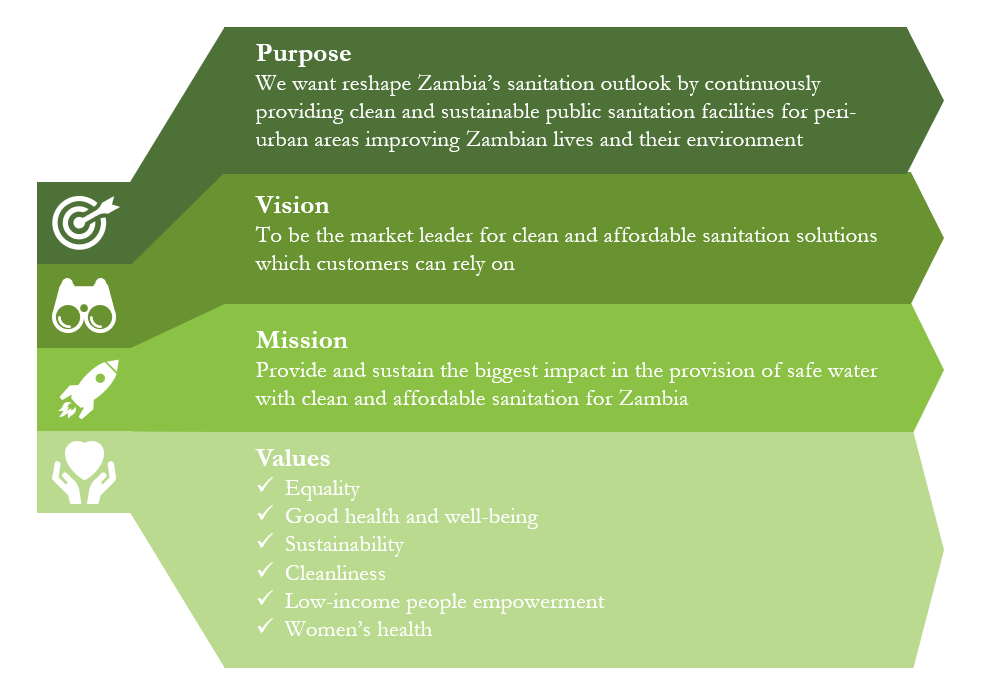 Purpose
We want reshape Zambia’s sanitation outlook by continuously
providing clean and sustainable public sanitation facilities for peri-
urban areas improving Zambian lives and their environment
Vision
To be the market leader for clean and affordable sanitation solutions
which customers can rely on
Mission
Provide and sustain the biggest impact in the provision of safe water
with clean and affordable sanitation for Zambia
Values
✓ Equality
✓ Good health and well-being
✓ Sustainability
✓ Cleanliness
✓ Low-income people empowerment
✓ Women’s health